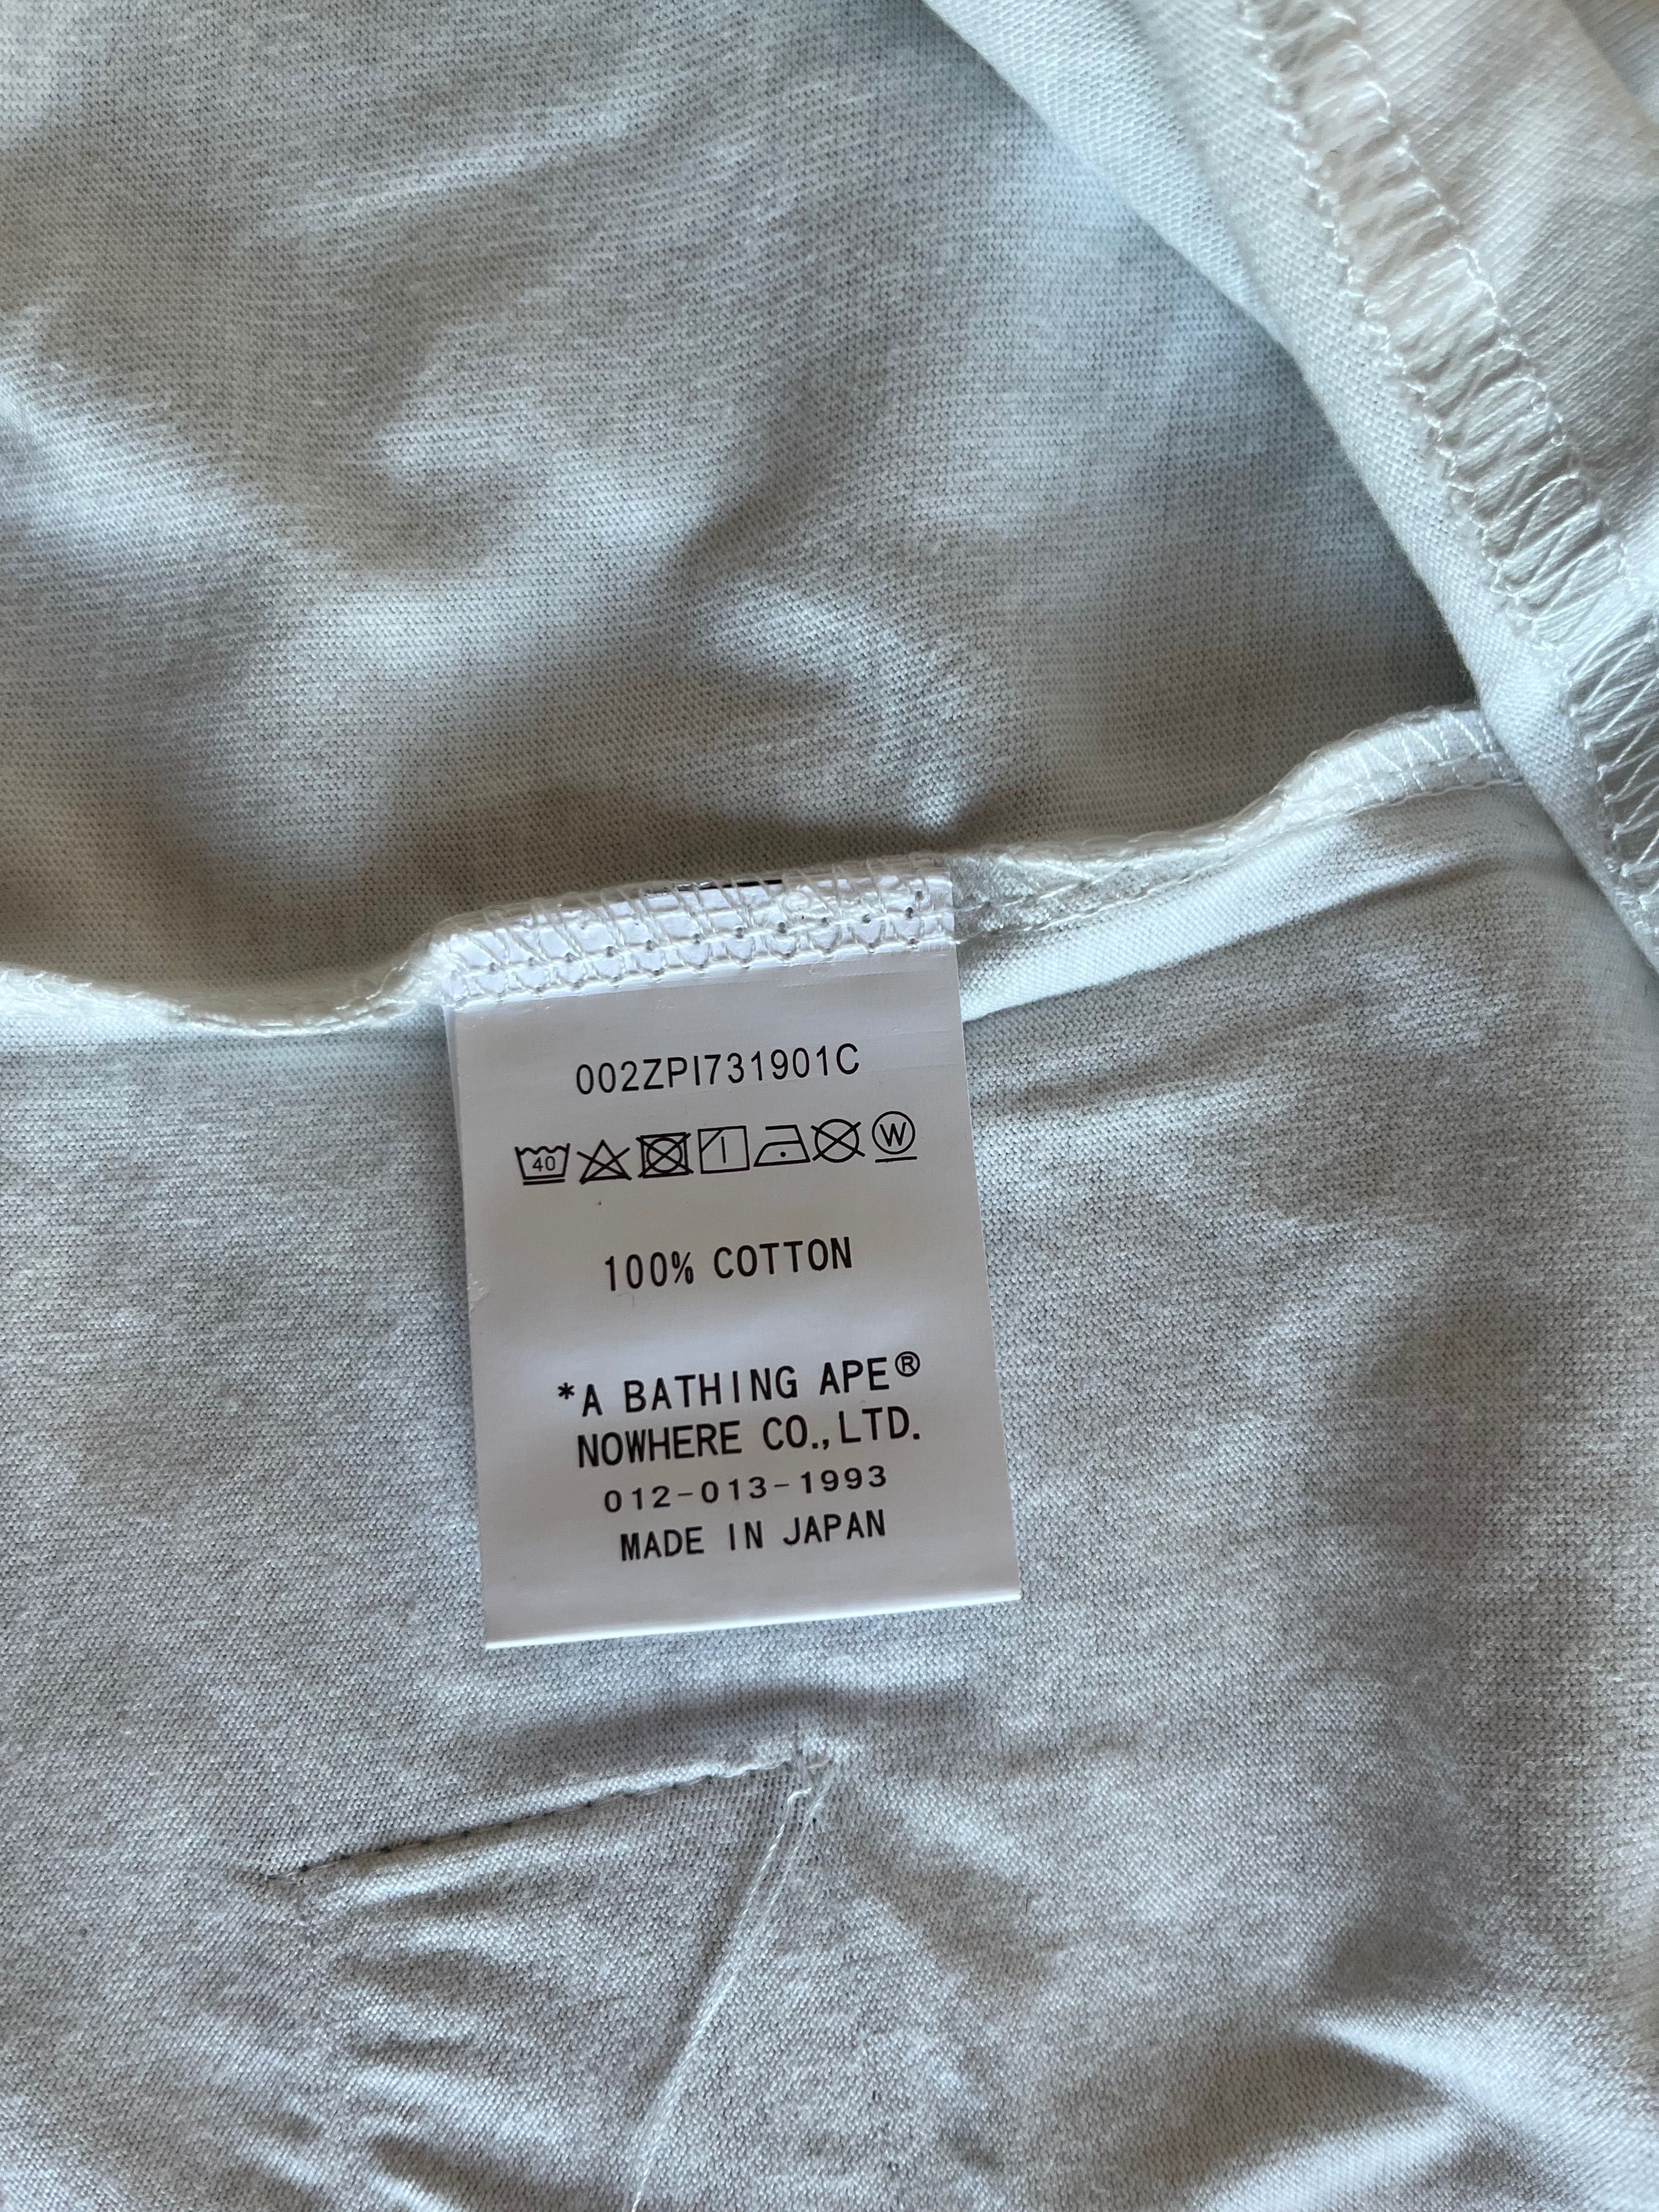 002ZPI731901C
40 W
100% COTTON
*A BATHING APE®
NOWHERE CO.,LTD.
012-013-1993
MADE IN JAPAN